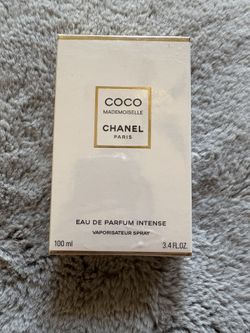 COCO
MADEMOISELLE
CHANEL
PARIS
EAU DE PARFUM INTENSE
VAPORISATEUR SPRAY
100 ml 3.4 FL.OZ.